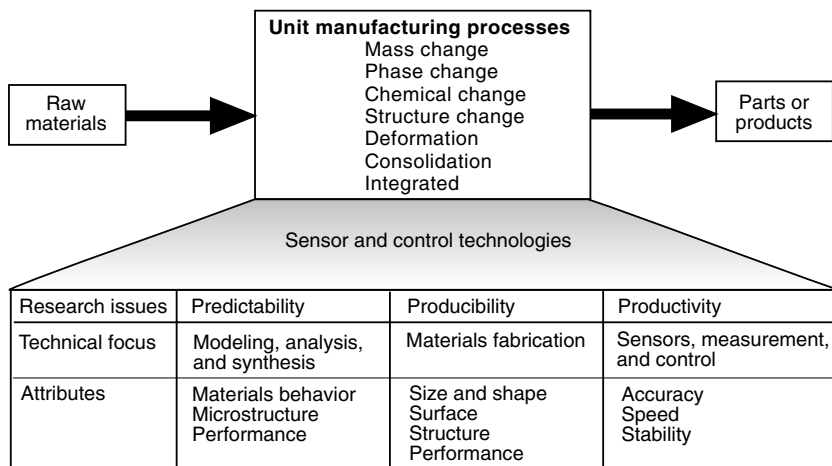 Unit manufacturing processes
Mass change
Phase change
Chemical change
Structure change
Deformation
Consolidation
Integrated
Raw
materials
Parts or
products
Sensor and control technologies
Research issues
Predictability
Producibility
Productivity
Technical focus
Modeling, analysis,
and synthesis
Materials fabrication
Sensors, measurement,
and control
Attributes
Materials behavior
Microstructure
Performance
Size and shape
Surface
Structure
Performance
Accuracy
Speed
Stability